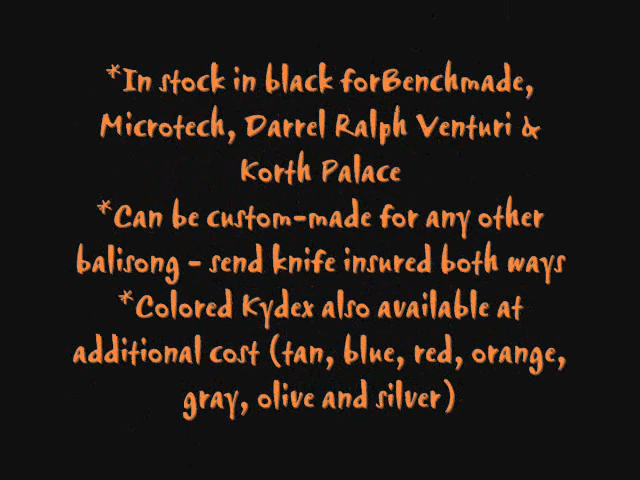 *In stock in black forBenchmade,
Microtech, Darrel Ralph Venturi &
Korth Palace
*Can be custom-made for any other
balisong - send knife insured both ways
*Colored Kydex also available at
additional cost (tan, blue, red, orange,
gray, olive and silver)